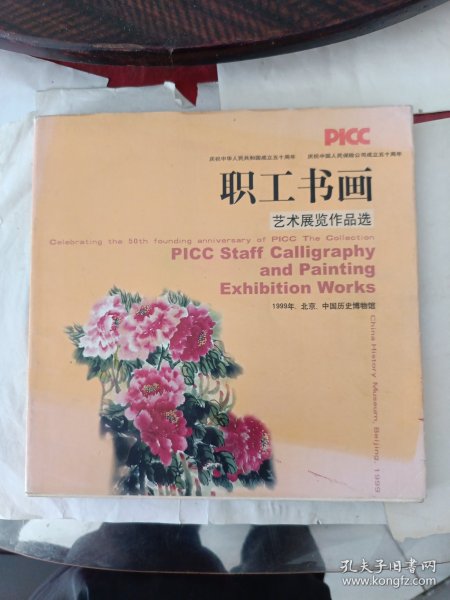 PICC
庆祝中华人民共和国成立五十周年 庆祝中国人民保险公司成立五十周年
职工书画
艺术展览作品选
Celebrating the 50th founding anniversary of PICC The Collection
PICC Staff Calligraphy
and Painting
Exhibition Works
1999年．北京．中国历史博物馆
China History Museum, Beijing 1999
孔夫子旧书网
www.kongfz.com